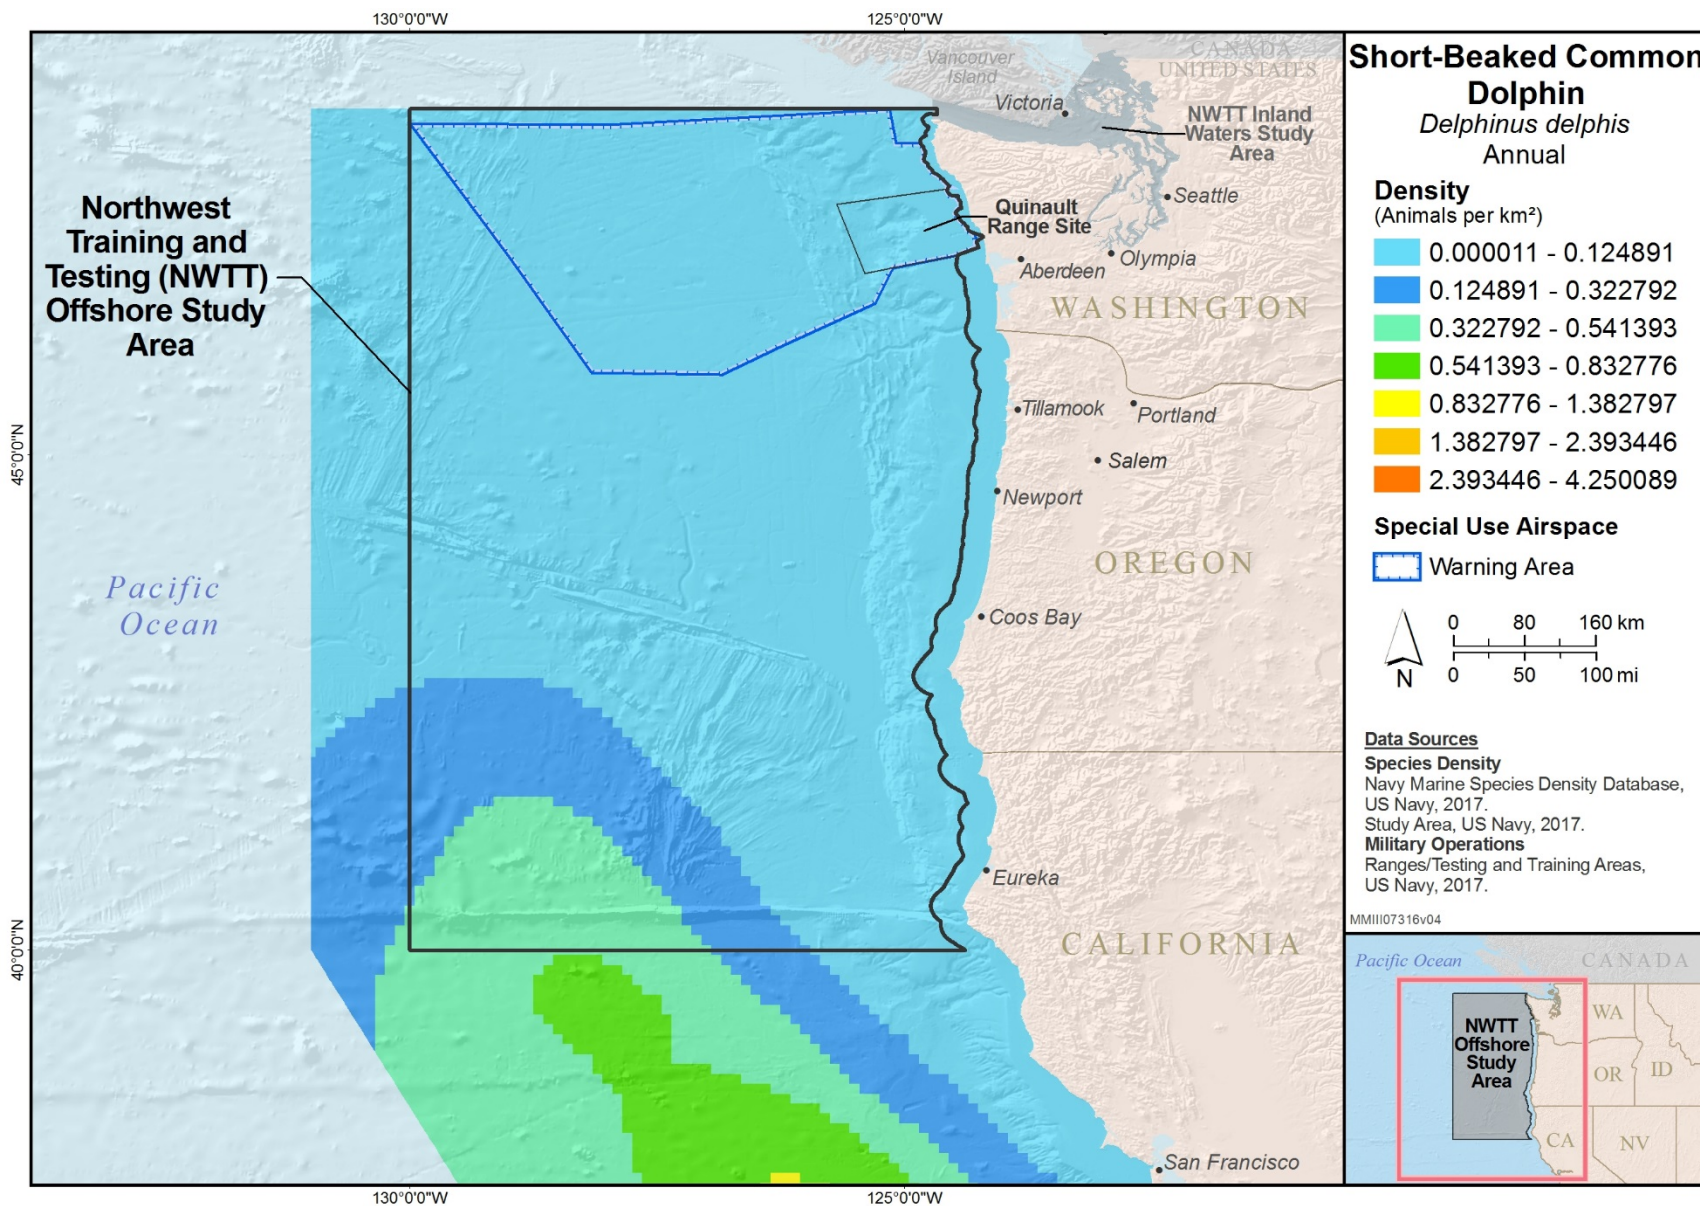 130°0'0"W
125°0'0"W
45°0'0"N
40°0'0"N
130°0'0"W
125°0'0"W
Vancouver
Island
CANADA
UNITED STATES
Victoria
NWTT Inland
Waters Study
Area
Seattle
Northwest
Training and
Testing (NWTT)
Offshore Study
Area
Quinault
Range Site
Aberdeen
Olympia
WASHINGTON
Tillamook
Portland
Salem
Newport
OREGON
Pacific
Ocean
Coos Bay
Eureka
CALIFORNIA
San Francisco
Short-Beaked Common
Dolphin
Delphinus delphis
Annual
Density
(Animals per km²)
0.000011 - 0.124891
0.124891 - 0.322792
0.322792 - 0.541393
0.541393 - 0.832776
0.832776 - 1.382797
1.382797 - 2.393446
2.393446 - 4.250089
Special Use Airspace
Warning Area
N
0 80 160 km
0 50 100 mi
Data Sources
Species Density
Navy Marine Species Density Database,
US Navy, 2017.
Study Area, US Navy, 2017.
Military Operations
Ranges/Testing and Training Areas,
US Navy, 2017.
MMIII07316v04
Pacific Ocean
CANADA
NWTT
Offshore
Study
Area
WA
OR
ID
CA
NV